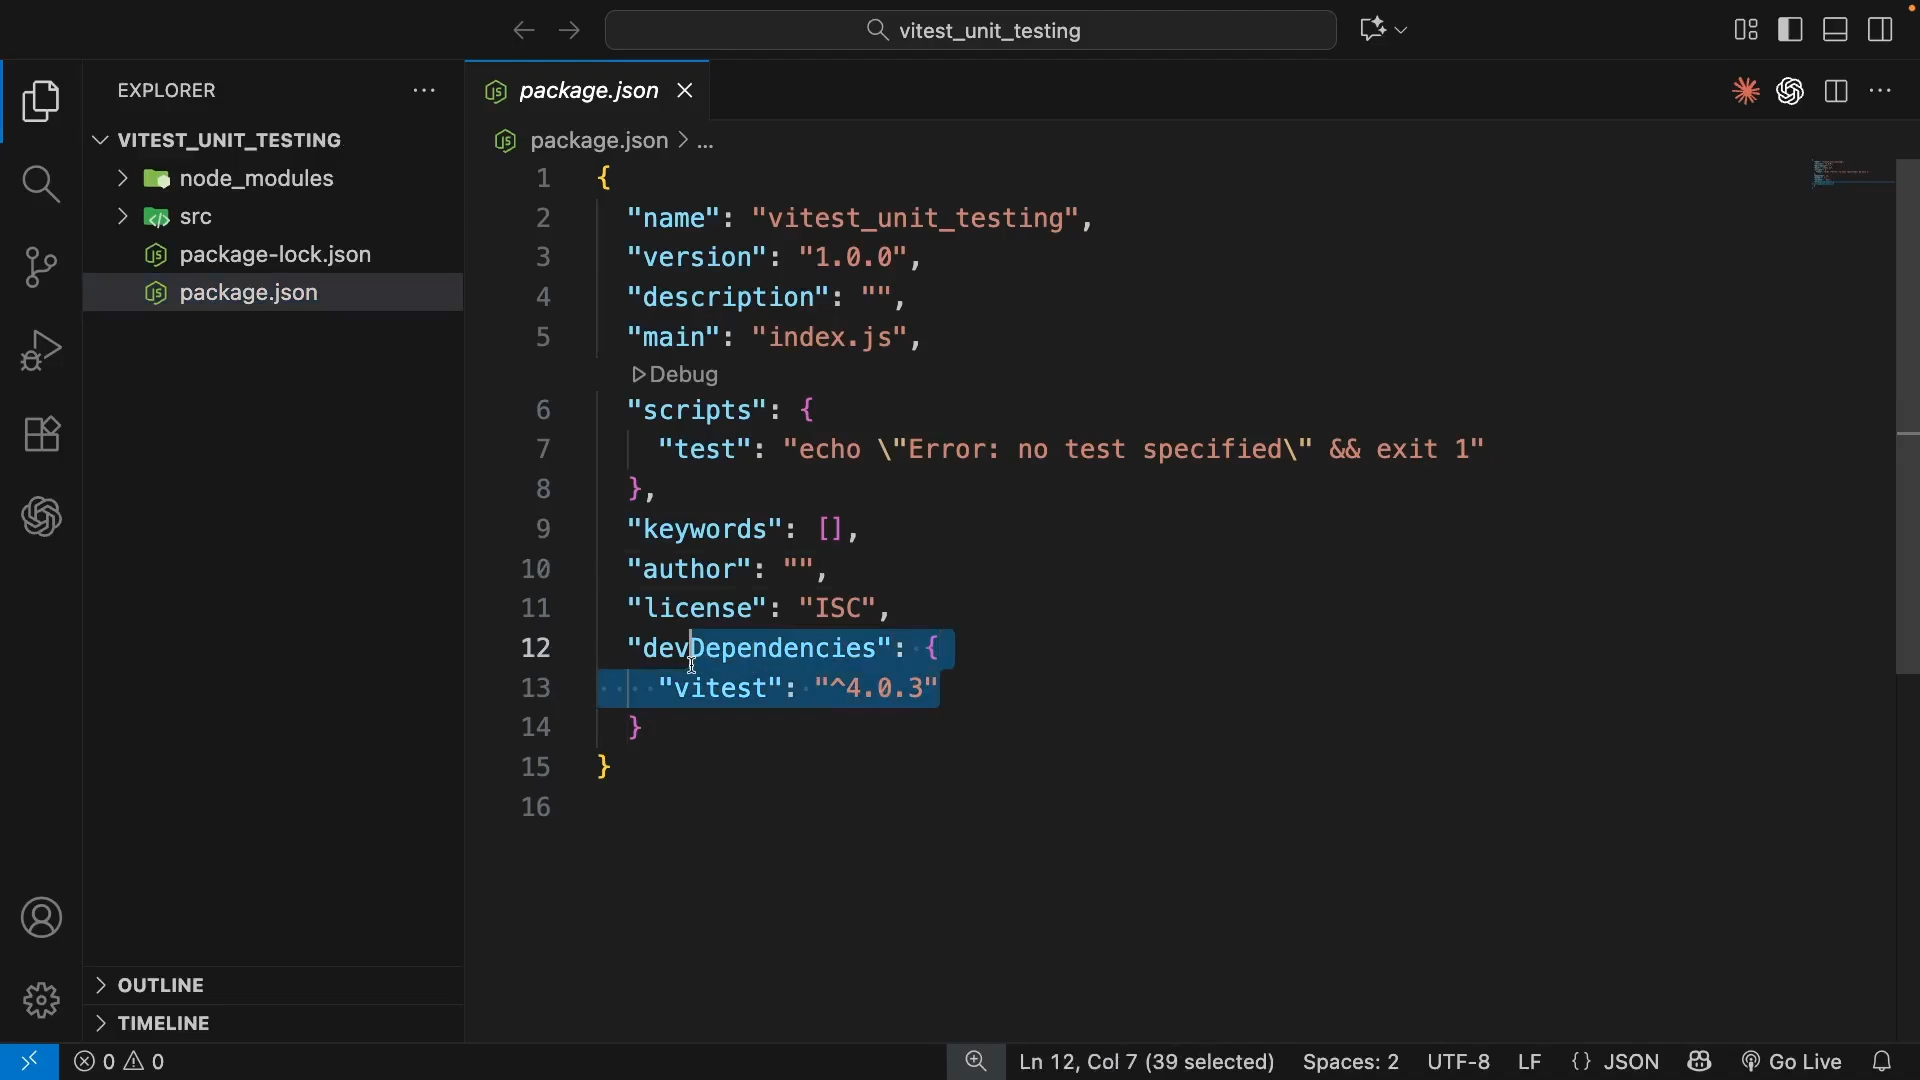 vitest_unit_testing
EXPLORER
VITEST_UNIT_TESTING
node_modules
src
package-lock.json
package.json
OUTLINE
TIMELINE
package.json
package.json > ...
1 {
2 "name": "vitest_unit_testing",
3 "version": "1.0.0",
4 "description": "",
5 "main": "index.js",
Debug
6 "scripts": {
7 "test": "echo \"Error: no test specified\" && exit 1"
8 },
9 "keywords": [],
10 "author": "",
11 "license": "ISC",
12 "devDependencies": {
13 "vitest": "^4.0.3"
14 }
15 }
16
0 0
Ln 12, Col 7 (39 selected)
Spaces: 2
UTF-8
LF
{} JSON
Go Live